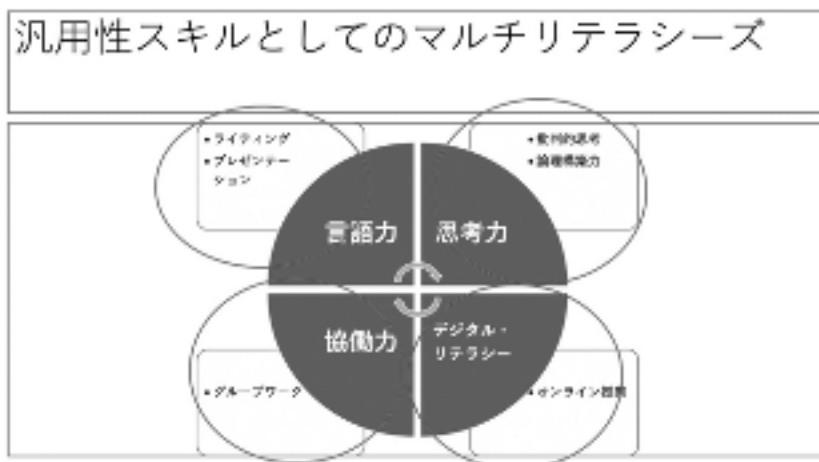 汎用性スキルとしてのマルチリテラシーズ
• ライティング
• プレゼンテー
ション
• 批判的思考
• 論理構築力
言語力
思考力
協働力
デジタル・
リテラシー
• グループワーク
• オンライン